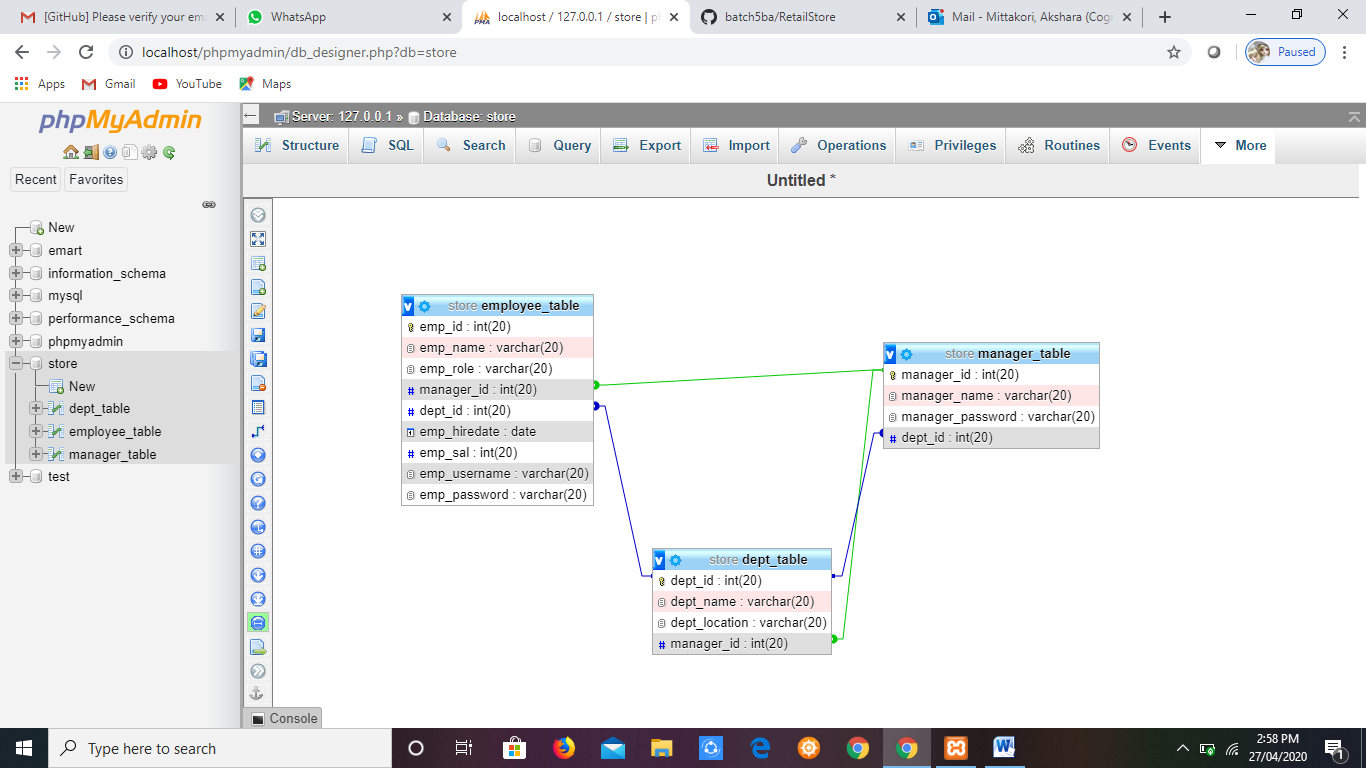 [GitHub] Please verify your ema
WhatsApp
localhost / 127.0.0.1 / store | ph
batch5ba/RetailStore
Mail - Mittakori, Akshara (Cogn
localhost/phpmyadmin/db_designer.php?db=store
Paused
Apps
Gmail
YouTube
Maps
phpMyAdmin
Recent
Favorites
New
emart
information_schema
mysql
performance_schema
phpmyadmin
store
New
dept_table
employee_table
manager_table
test
Server: 127.0.0.1 » Database: store
Structure
SQL
Search
Query
Export
Import
Operations
Privileges
Routines
Events
More
Untitled *
store employee_table
emp_id : int(20)
emp_name : varchar(20)
emp_role : varchar(20)
manager_id : int(20)
dept_id : int(20)
emp_hiredate : date
emp_sal : int(20)
emp_username : varchar(20)
emp_password : varchar(20)
store manager_table
manager_id : int(20)
manager_name : varchar(20)
manager_password : varchar(20)
dept_id : int(20)
store dept_table
dept_id : int(20)
dept_name : varchar(20)
dept_location : varchar(20)
manager_id : int(20)
Console
Type here to search
2:58 PM
27/04/2020
1